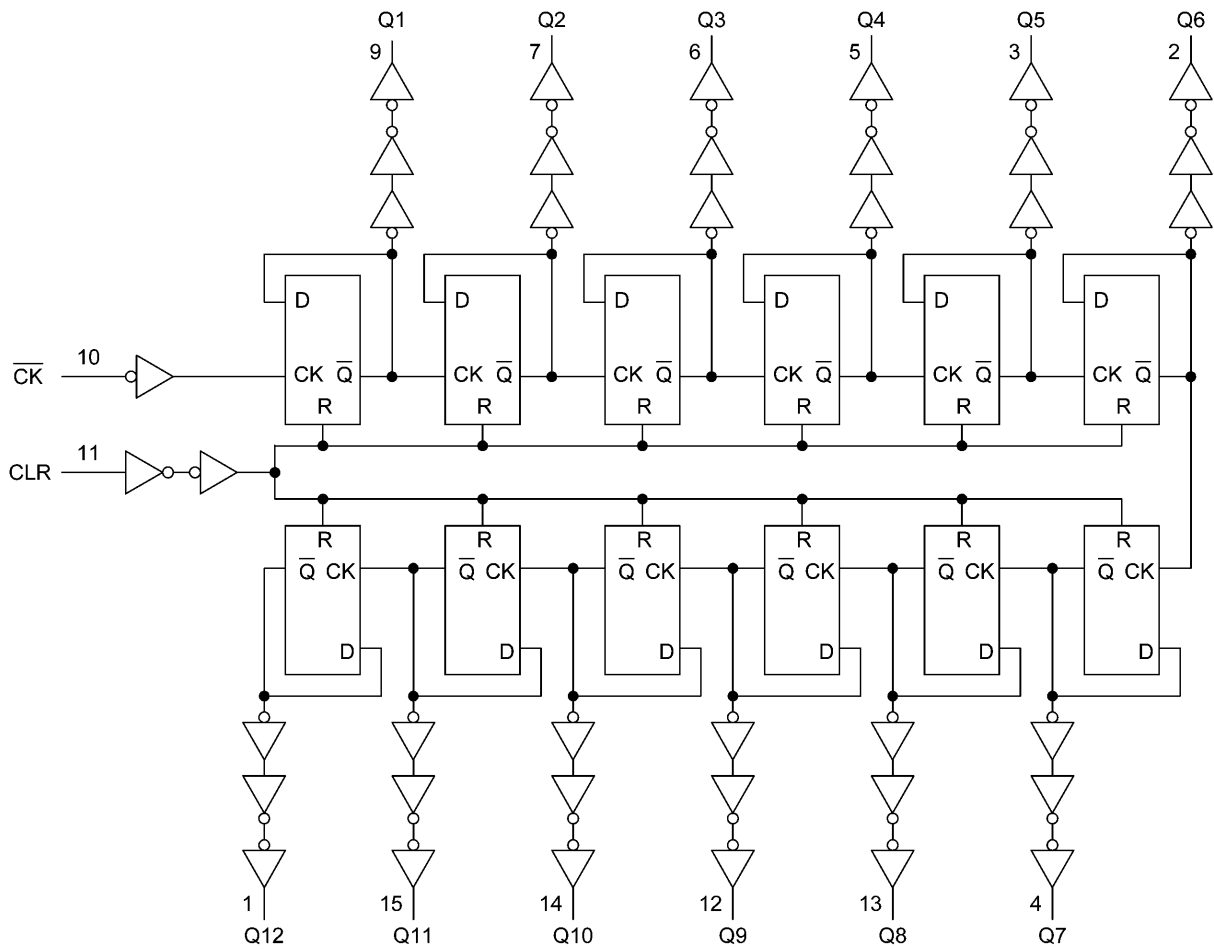 Q1 Q2 Q3 Q4 Q5 Q6
9 7 6 5 3 2
D D D D D D
C̅K̅ 10 CK Q̅ CK Q̅ CK Q̅ CK Q̅ CK Q̅ CK Q̅
R R R R R R
CLR 11
R R R R R R
Q̅ CK Q̅ CK Q̅ CK Q̅ CK Q̅ CK Q̅ CK
D D D D D D
1 15 14 12 13 4
Q12 Q11 Q10 Q9 Q8 Q7